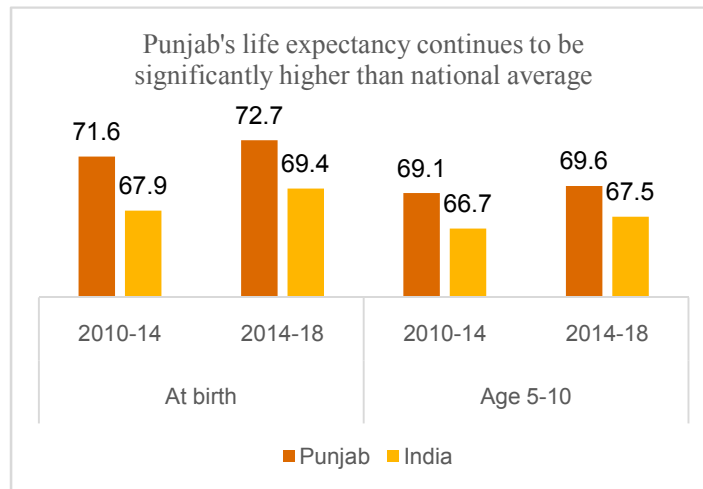 Punjab's life expectancy continues to be
significantly higher than national average
71.6
67.9
72.7
69.4
69.1
66.7
69.6
67.5
2010-14
2014-18
2010-14
2014-18
At birth
Age 5-10
Punjab
India